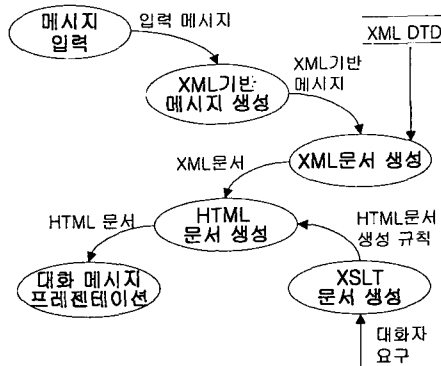 메시지
입력
입력 메시지
XML기반
메시지 생성
XML기반
메시지
XML DTD
XML문서 생성
XML문서
HTML
문서 생성
HTML 문서
대화 메시지
프레젠테이션
HTML문서
생성 규칙
XSLT
문서 생성
대화자
요구